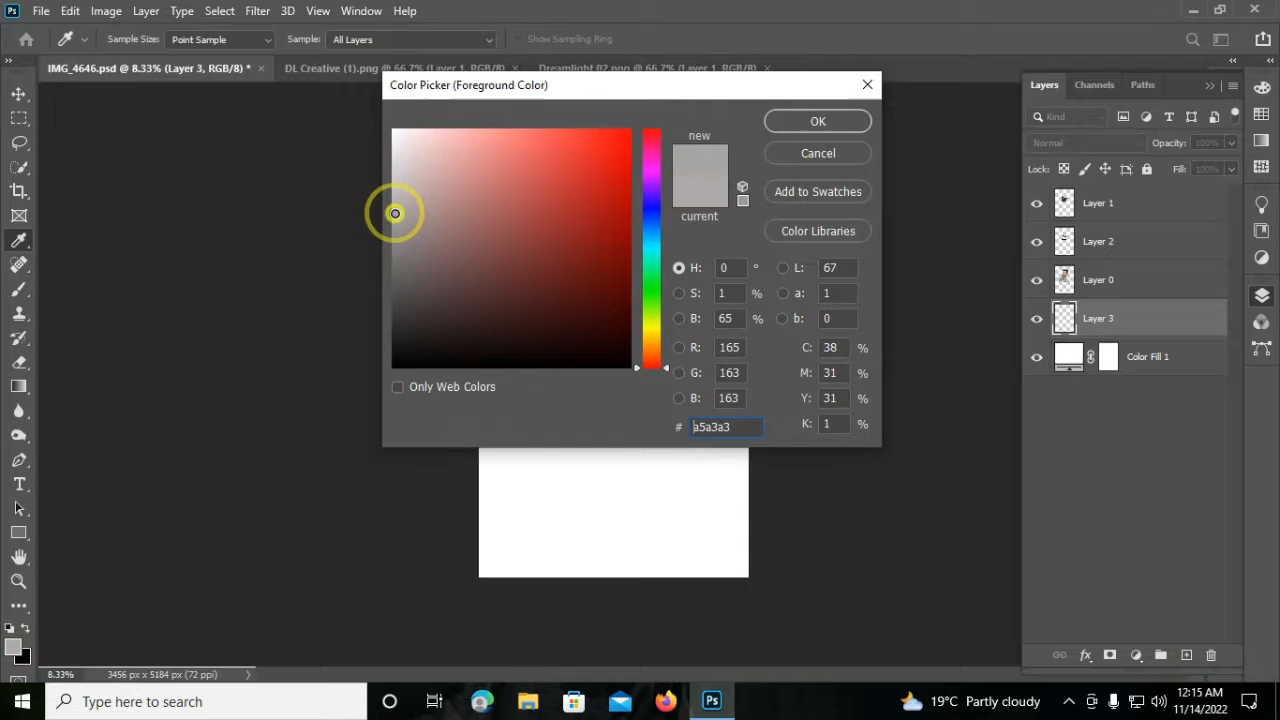 Ps File Edit Image Layer Type Select Filter 3D View Window Help
Sample Size: Point Sample Sample: All Layers Show Sampling Ring
IMG_4646.psd @ 8.33% (Layer 3, RGB/8) * × DL Creative (1).png @ 66.7% (Layer 1, RGB/8) × Dreamlight 02.png @ 66.7% (Layer 1, RGB/8) ×
Color Picker (Foreground Color)
new
current
OK
Cancel
Add to Swatches
Color Libraries
H: 0 ° L: 67
S: 1 % a: 1
B: 65 % b: 0
R: 165 C: 38 %
G: 163 M: 31 %
B: 163 Y: 31 %
# a5a3a3 K: 1 %
Only Web Colors
Layers Channels Paths
Kind
Normal Opacity: 100%
Lock: Fill: 100%
Layer 1
Layer 2
Layer 0
Layer 3
Color Fill 1
8.33% 3456 px x 5184 px (72 ppi)
Type here to search
Ps
19°C Partly cloudy
12:15 AM
11/14/2022